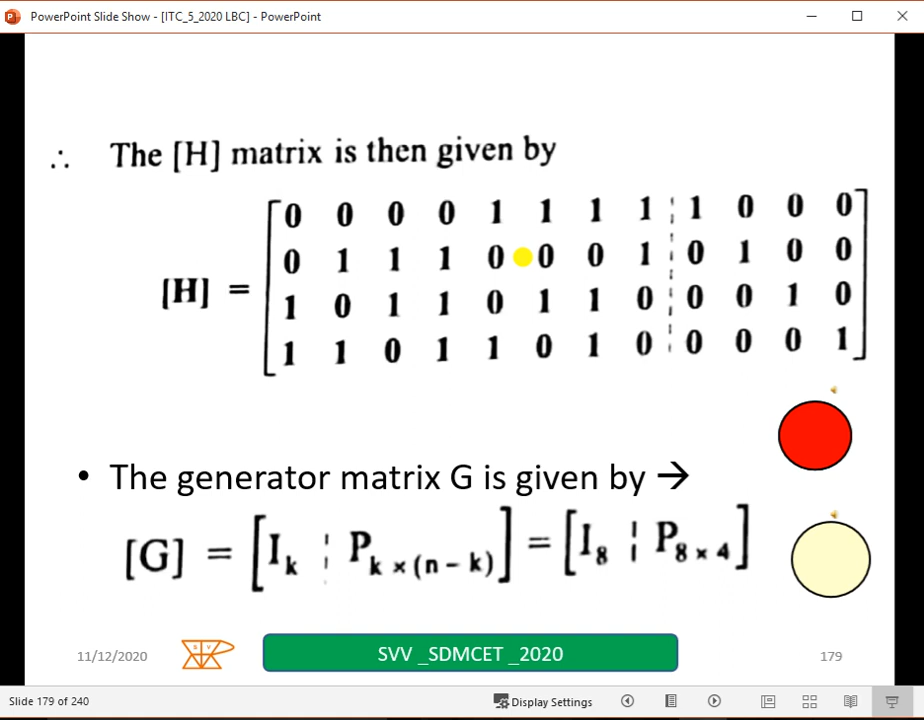 PowerPoint Slide Show - [ITC_5_2020 LBC] - PowerPoint
∴ The [H] matrix is then given by
0 0 0 0 1 1 1 1 1 0 0 0
0 1 1 1 0 0 0 1 0 1 0 0
[H] =
1 0 1 1 0 1 1 0 0 0 1 0
1 1 0 1 1 0 1 0 0 0 0 1
• The generator matrix G is given by →
[G] = [I_k ¦ P_k × (n − k)] = [I_8 ¦ P_8 × 4]
11/12/2020 S V SVV _SDMCET _2020 179
Slide 179 of 240 Display Settings